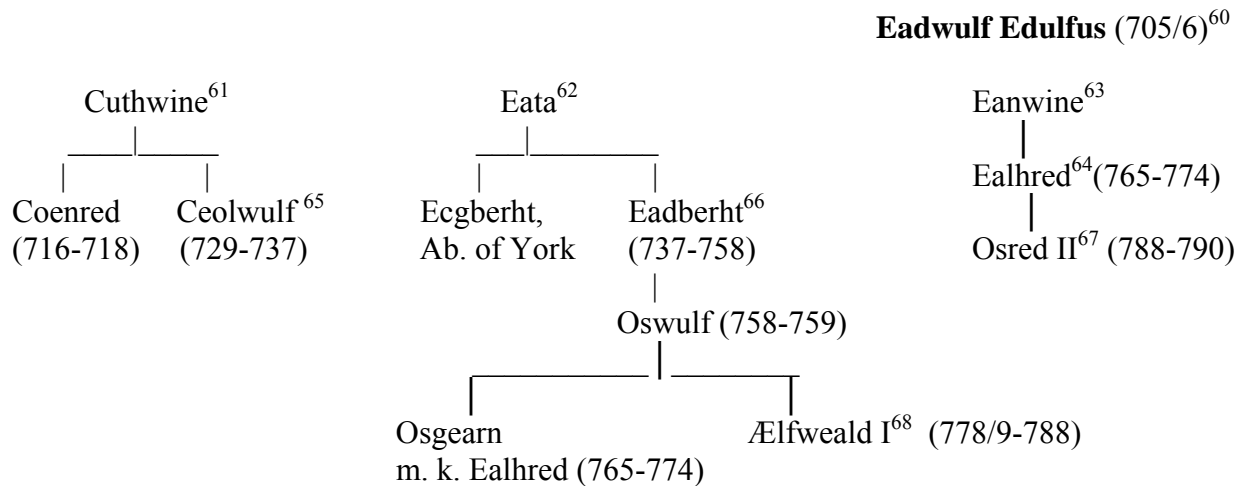 Eadwulf Edulfus (705/6)60
Cuthwine61 Eata62 Eanwine63
Ealhred64(765-774)
Coenred Ceolwulf 65 Ecgberht, Eadberht66
(716-718) (729-737) Ab. of York (737-758) Osred II67 (788-790)
Oswulf (758-759)
Osgearn Ælfweald I68 (778/9-788)
m. k. Ealhred (765-774)